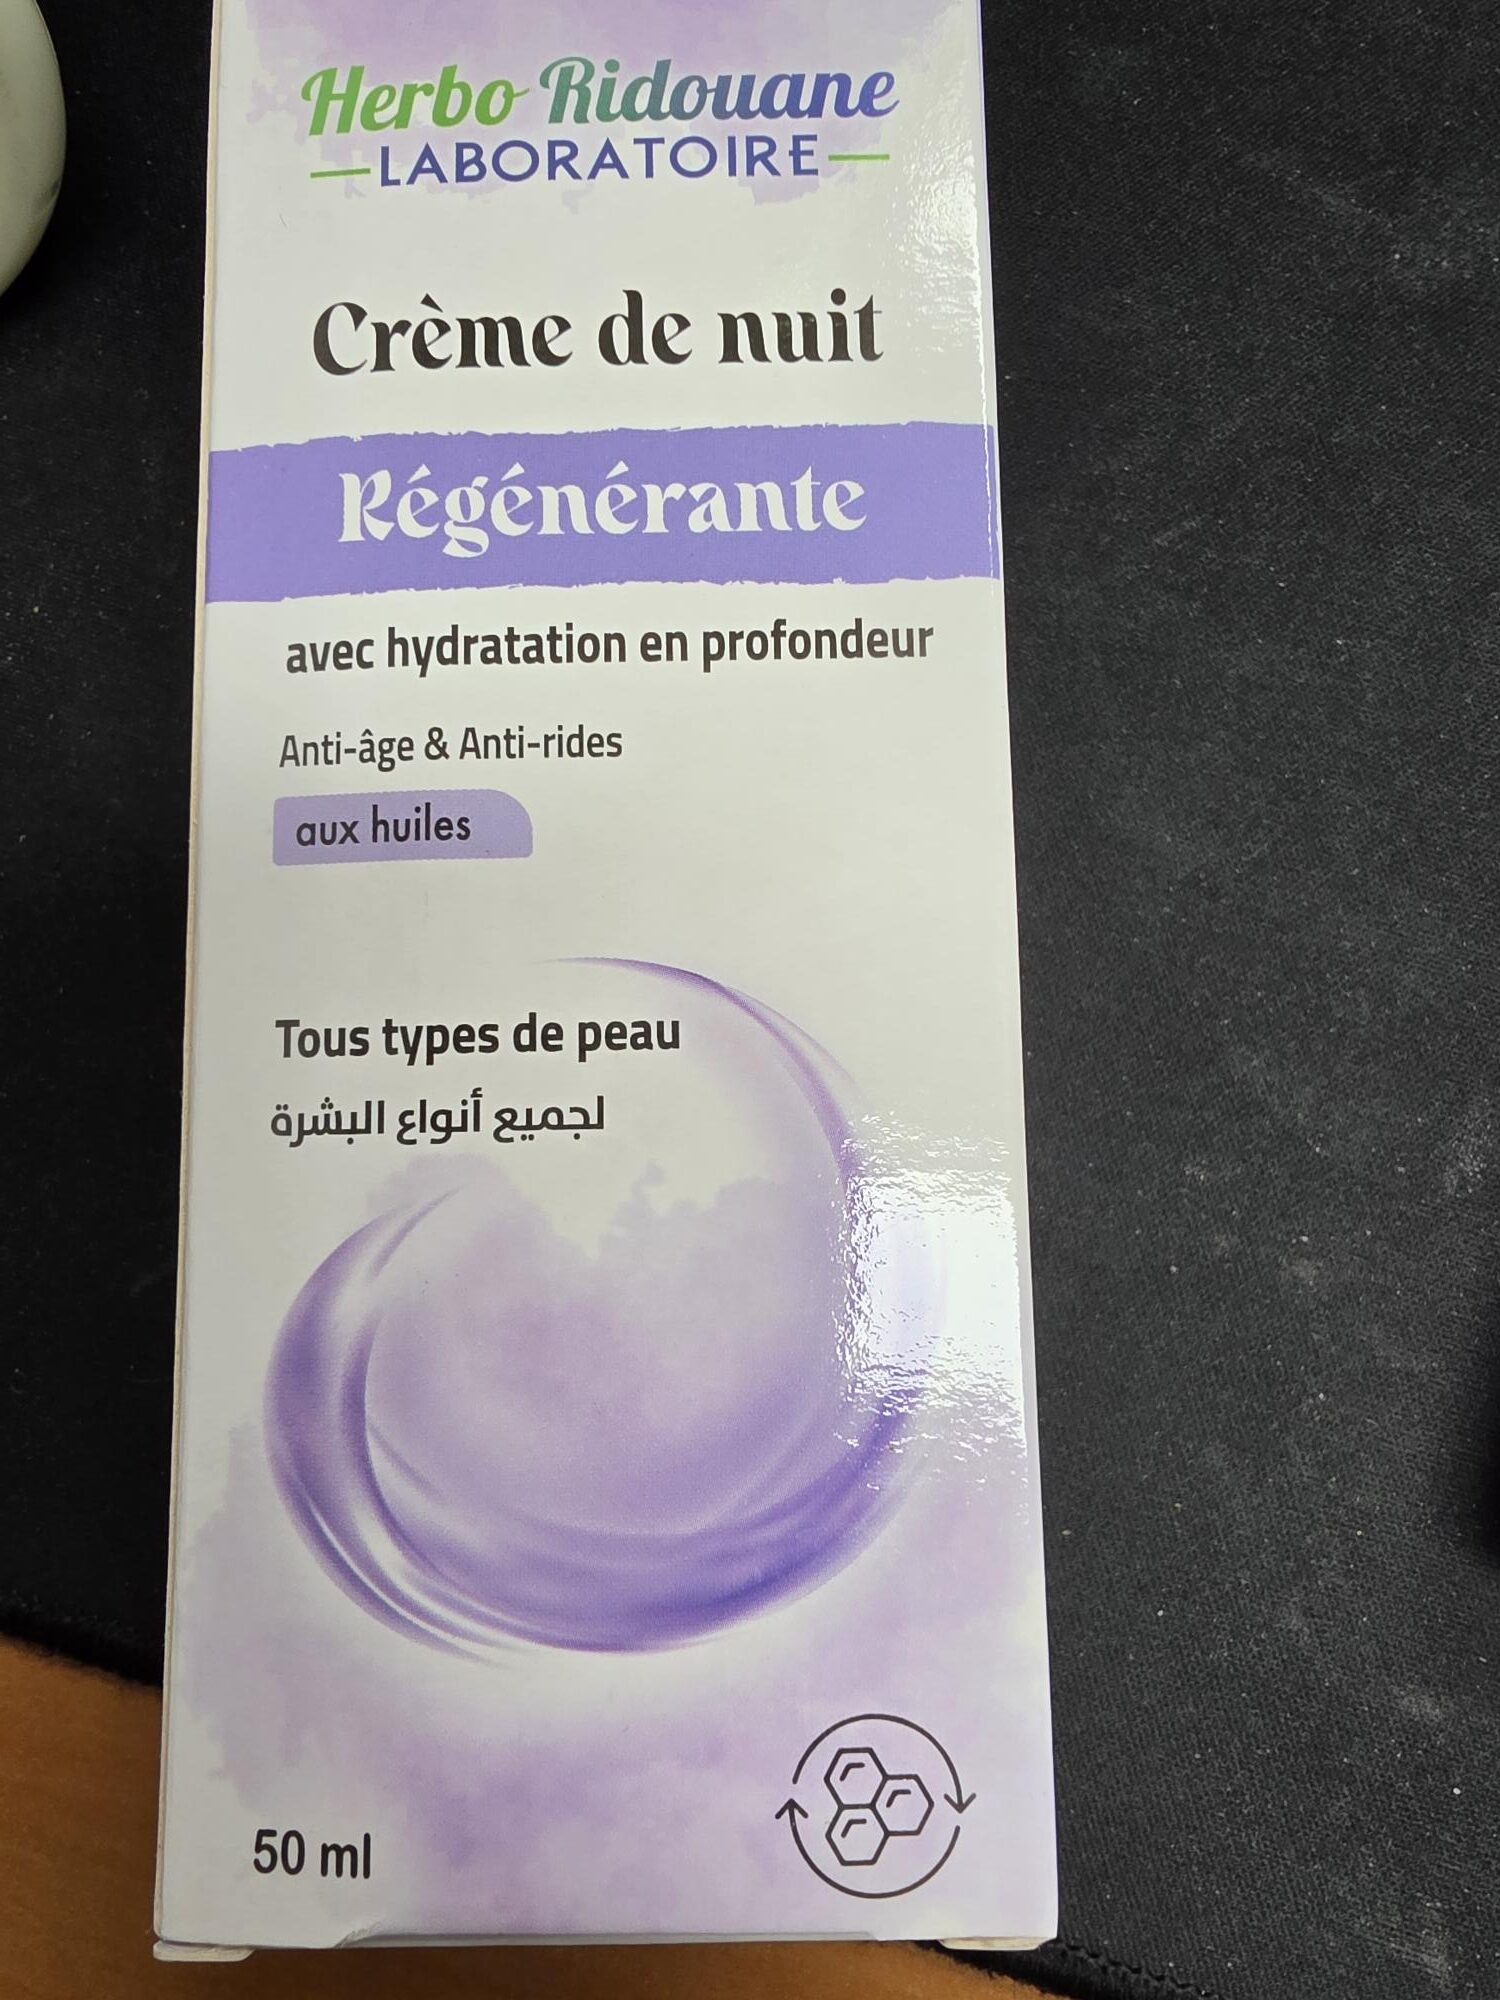 Herbo Ridouane
LABORATOIRE
Crème de nuit
Régénérante
avec hydratation en profondeur
Anti-âge & Anti-rides
aux huiles
Tous types de peau
لجميع أنواع البشرة
50 ml